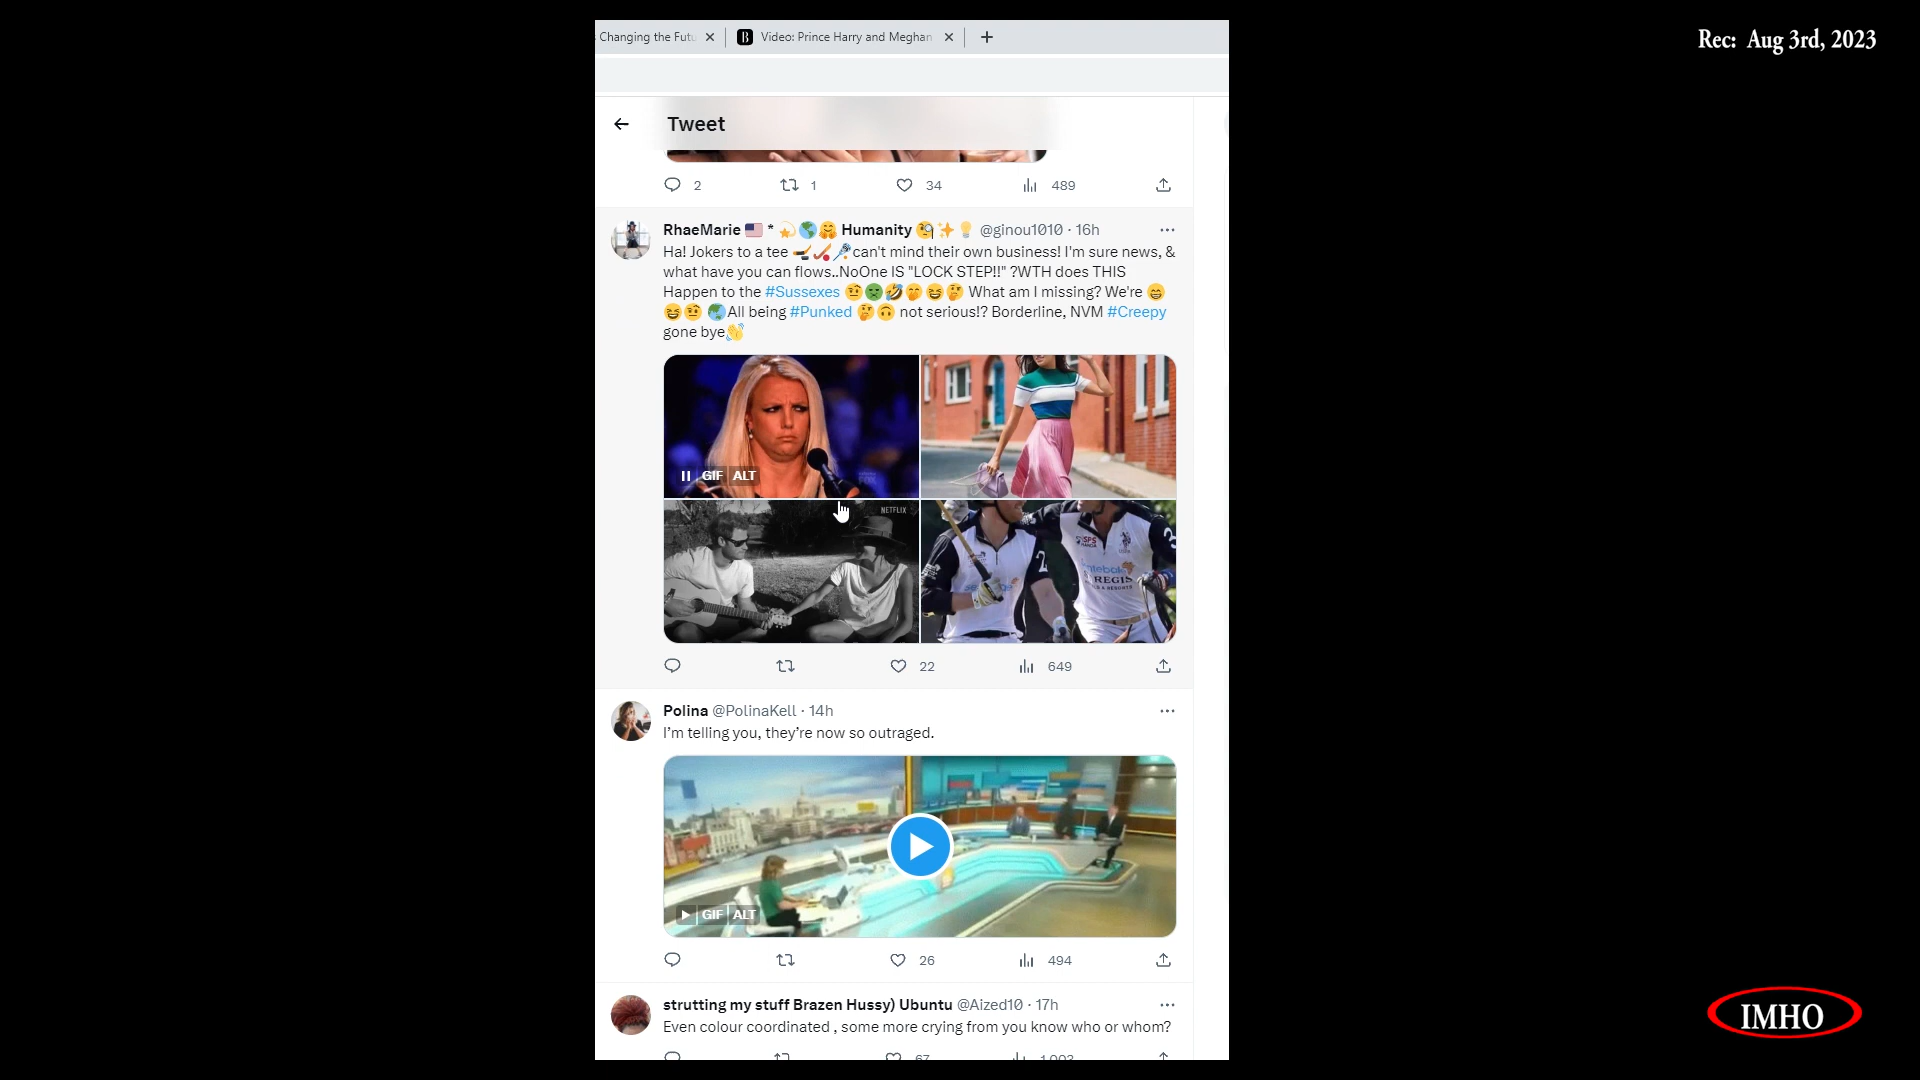 Changing the Futu
Video: Prince Harry and Meghan
Rec: Aug 3rd, 2023
Tweet
2 1 34 489
RhaeMarie 🇺🇸 * 💫🌎🤗 Humanity 🧐✨💡 @ginou1010 · 16h
Ha! Jokers to a tee 🏒🏑🥍can't mind their own business! I'm sure news, &
what have you can flows..NoOne IS "LOCK STEP!!" ?WTH does THIS
Happen to the #Sussexes 🤨🤢🤣🤭😆🤔 What am I missing? We're 😁
😆🤨 🌏All being #Punked 🤔🙃 not serious!? Borderline, NVM #Creepy
gone bye👋
GIF ALT
NETFLIX
2
SPS
REGIS
22 649
Polina @PolinaKell · 14h
I'm telling you, they're now so outraged.
GIF ALT
26 494
strutting my stuff Brazen Hussy) Ubuntu @Aized10 · 17h
Even colour coordinated , some more crying from you know who or whom?
IMHO